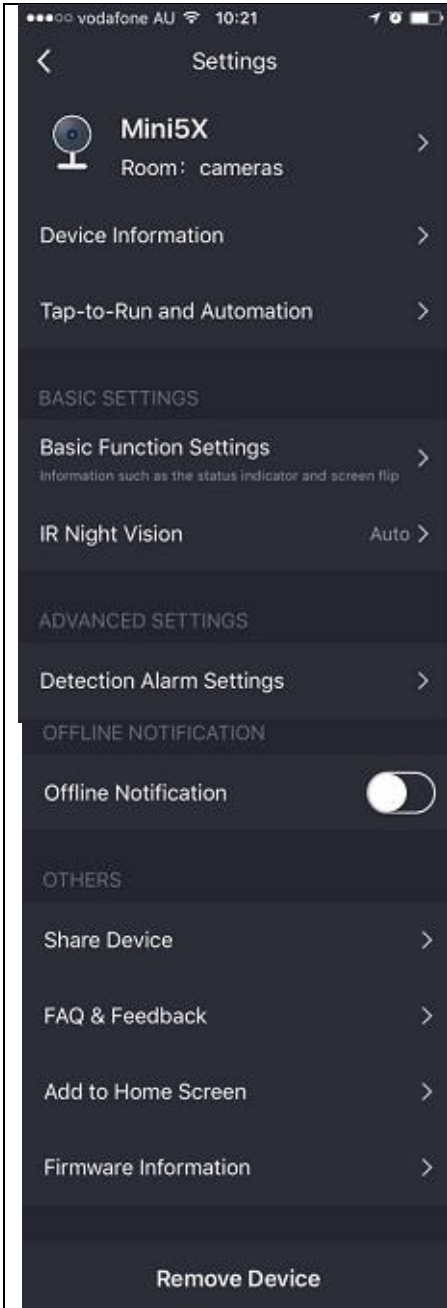 vodafone AU 10:21
Settings
Mini5X
Room: cameras
Device Information
Tap-to-Run and Automation
BASIC SETTINGS
Basic Function Settings
Information such as the status indicator and screen flip
IR Night Vision Auto
ADVANCED SETTINGS
Detection Alarm Settings
OFFLINE NOTIFICATION
Offline Notification
OTHERS
Share Device
FAQ & Feedback
Add to Home Screen
Firmware Information
Remove Device